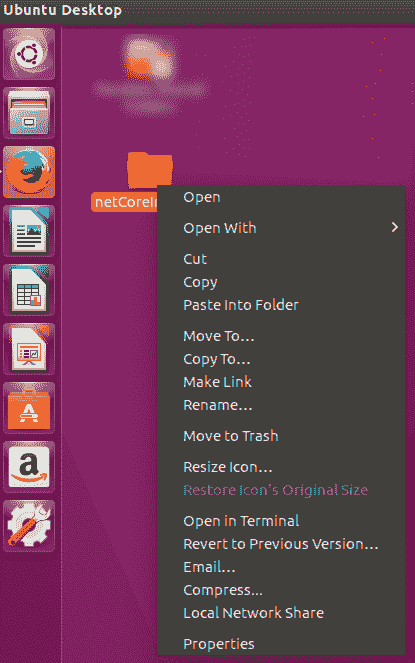 Ubuntu Desktop
netCoreI
Open
Open With
Cut
Copy
Paste Into Folder
Move To...
Copy To...
Make Link
Rename...
Move to Trash
Resize Icon...
Restore Icon's Original Size
Open in Terminal
Revert to Previous Version...
Email...
Compress...
Local Network Share
Properties